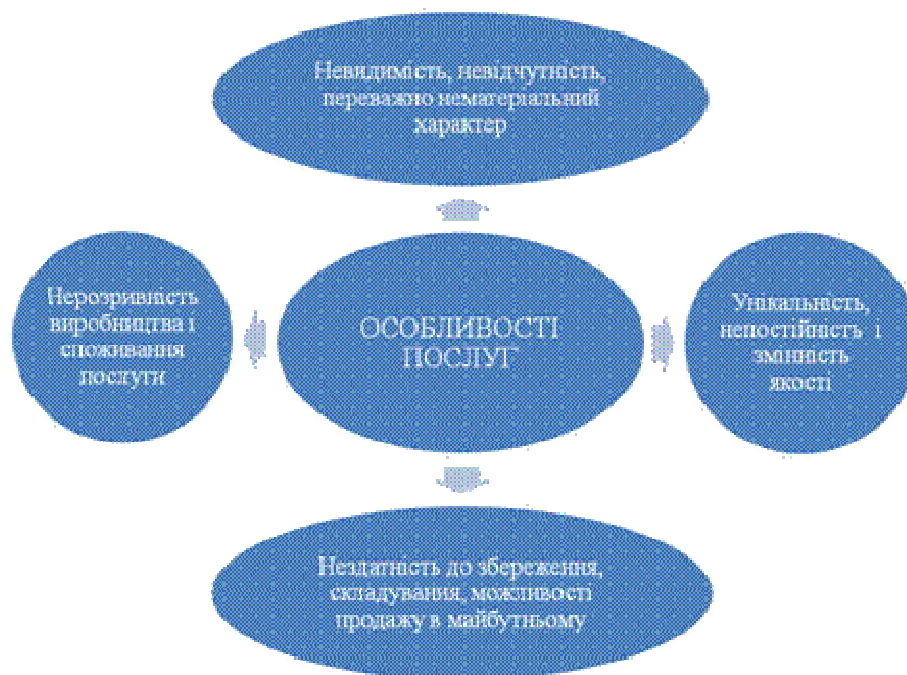 Невидимість, невідчутність,
переважно нематеріальний
характер
Нерозривність
виробництва і
споживання
послуги
ОСОБЛИВОСТІ
ПОСЛУГ
Унікальність,
непостійність і
змінність
якості
Нездатність до збереження,
складування, можливості
продажу в майбутньому